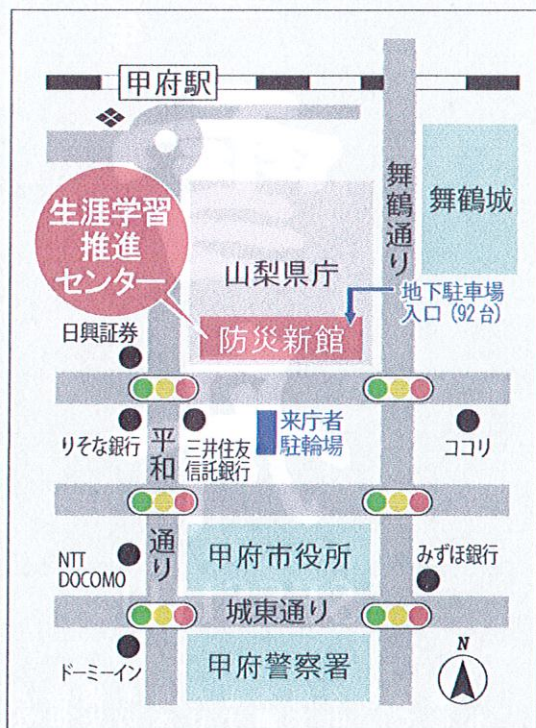 甲府駅
舞鶴通り
舞鶴城
生涯学習
推進
センター
山梨県庁
地下駐車場
入口（92台）
防災新館
日興証券
りそな銀行
平和通り
三井住友
信託銀行
来庁者
駐輪場
ココリ
NTT
DOCOMO
甲府市役所
みずほ銀行
城東通り
ドーミーイン
甲府警察署
N